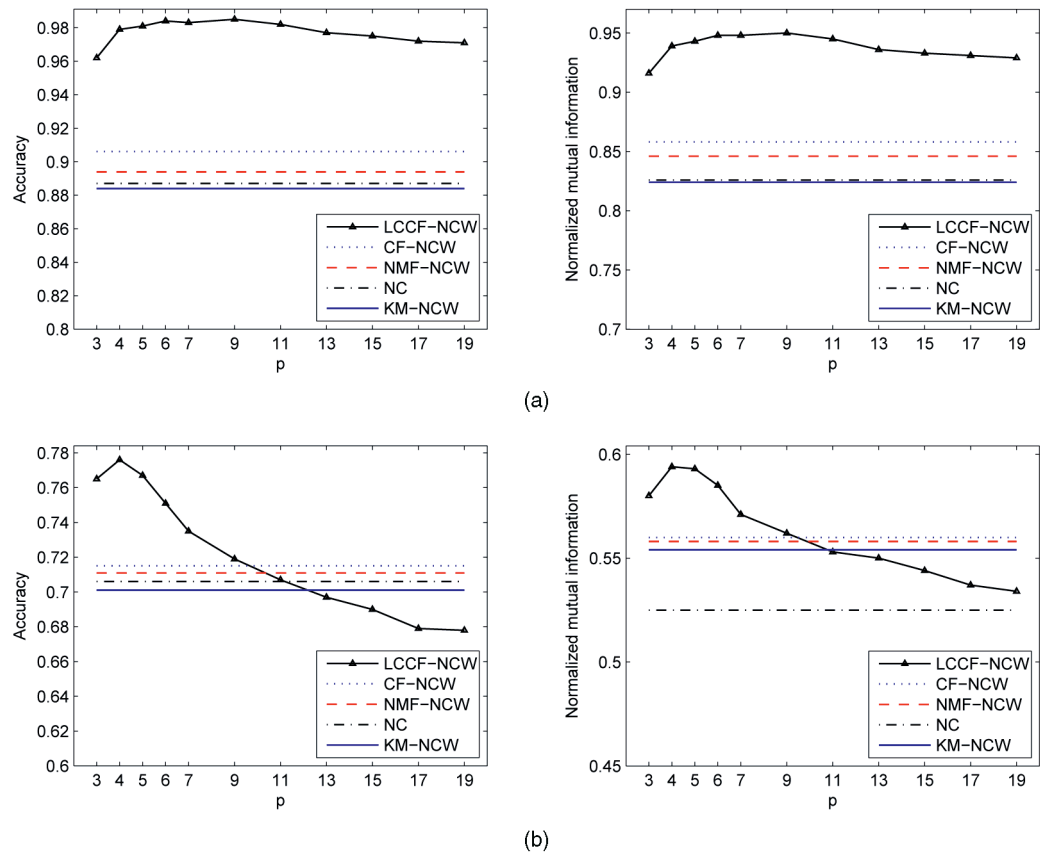 0.98
0.96
0.94
0.92
0.9
0.88
0.86
0.84
0.82
0.8
Accuracy
3 4 5 6 7 9 11 13 15 17 19
p
LCCF−NCW
CF−NCW
NMF−NCW
NC
KM−NCW
0.95
0.9
0.85
0.8
0.75
0.7
Normalized mutual information
3 4 5 6 7 9 11 13 15 17 19
p
LCCF−NCW
CF−NCW
NMF−NCW
NC
KM−NCW
(a)
0.78
0.76
0.74
0.72
0.7
0.68
0.66
0.64
0.62
0.6
Accuracy
3 4 5 6 7 9 11 13 15 17 19
p
LCCF−NCW
CF−NCW
NMF−NCW
NC
KM−NCW
0.6
0.55
0.5
0.45
Normalized mutual information
3 4 5 6 7 9 11 13 15 17 19
p
LCCF−NCW
CF−NCW
NMF−NCW
NC
KM−NCW
(b)